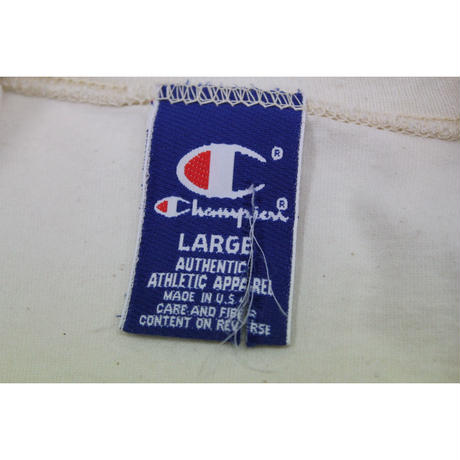 C ®
Champion ®
LARGE
AUTHENTIC
ATHLETIC APPAREL
MADE IN U.S.A.
CARE AND FIBER
CONTENT ON REVERSE